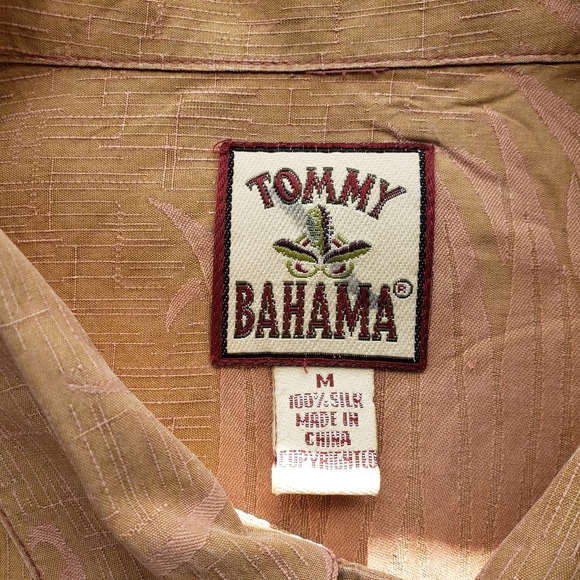 TOMMY
BAHAMA®
M
100% SILK
MADE IN
CHINA
COPYRIGHTED